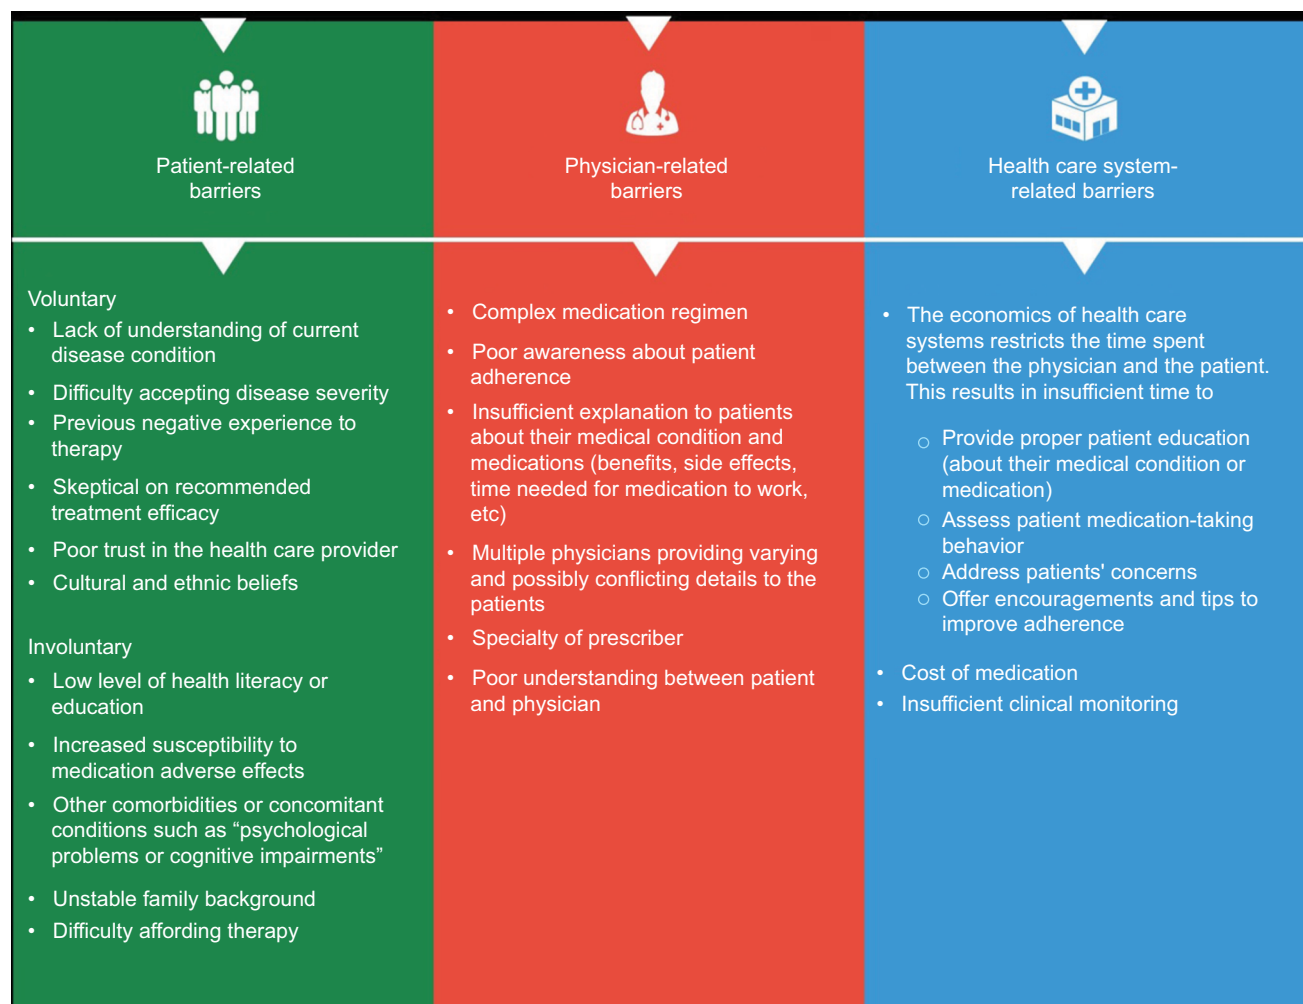 Patient-related
barriers
Voluntary
• Lack of understanding of current
disease condition
• Difficulty accepting disease severity
• Previous negative experience to
therapy
• Skeptical on recommended
treatment efficacy
• Poor trust in the health care provider
• Cultural and ethnic beliefs
Involuntary
• Low level of health literacy or
education
• Increased susceptibility to
medication adverse effects
• Other comorbidities or concomitant
conditions such as “psychological
problems or cognitive impairments”
• Unstable family background
• Difficulty affording therapy
Physician-related
barriers
• Complex medication regimen
• Poor awareness about patient
adherence
• Insufficient explanation to patients
about their medical condition and
medications (benefits, side effects,
time needed for medication to work,
etc)
• Multiple physicians providing varying
and possibly conflicting details to the
patients
• Specialty of prescriber
• Poor understanding between patient
and physician
Health care system-
related barriers
• The economics of health care
systems restricts the time spent
between the physician and the patient.
This results in insufficient time to
○ Provide proper patient education
(about their medical condition or
medication)
○ Assess patient medication-taking
behavior
○ Address patients' concerns
○ Offer encouragements and tips to
improve adherence
• Cost of medication
• Insufficient clinical monitoring